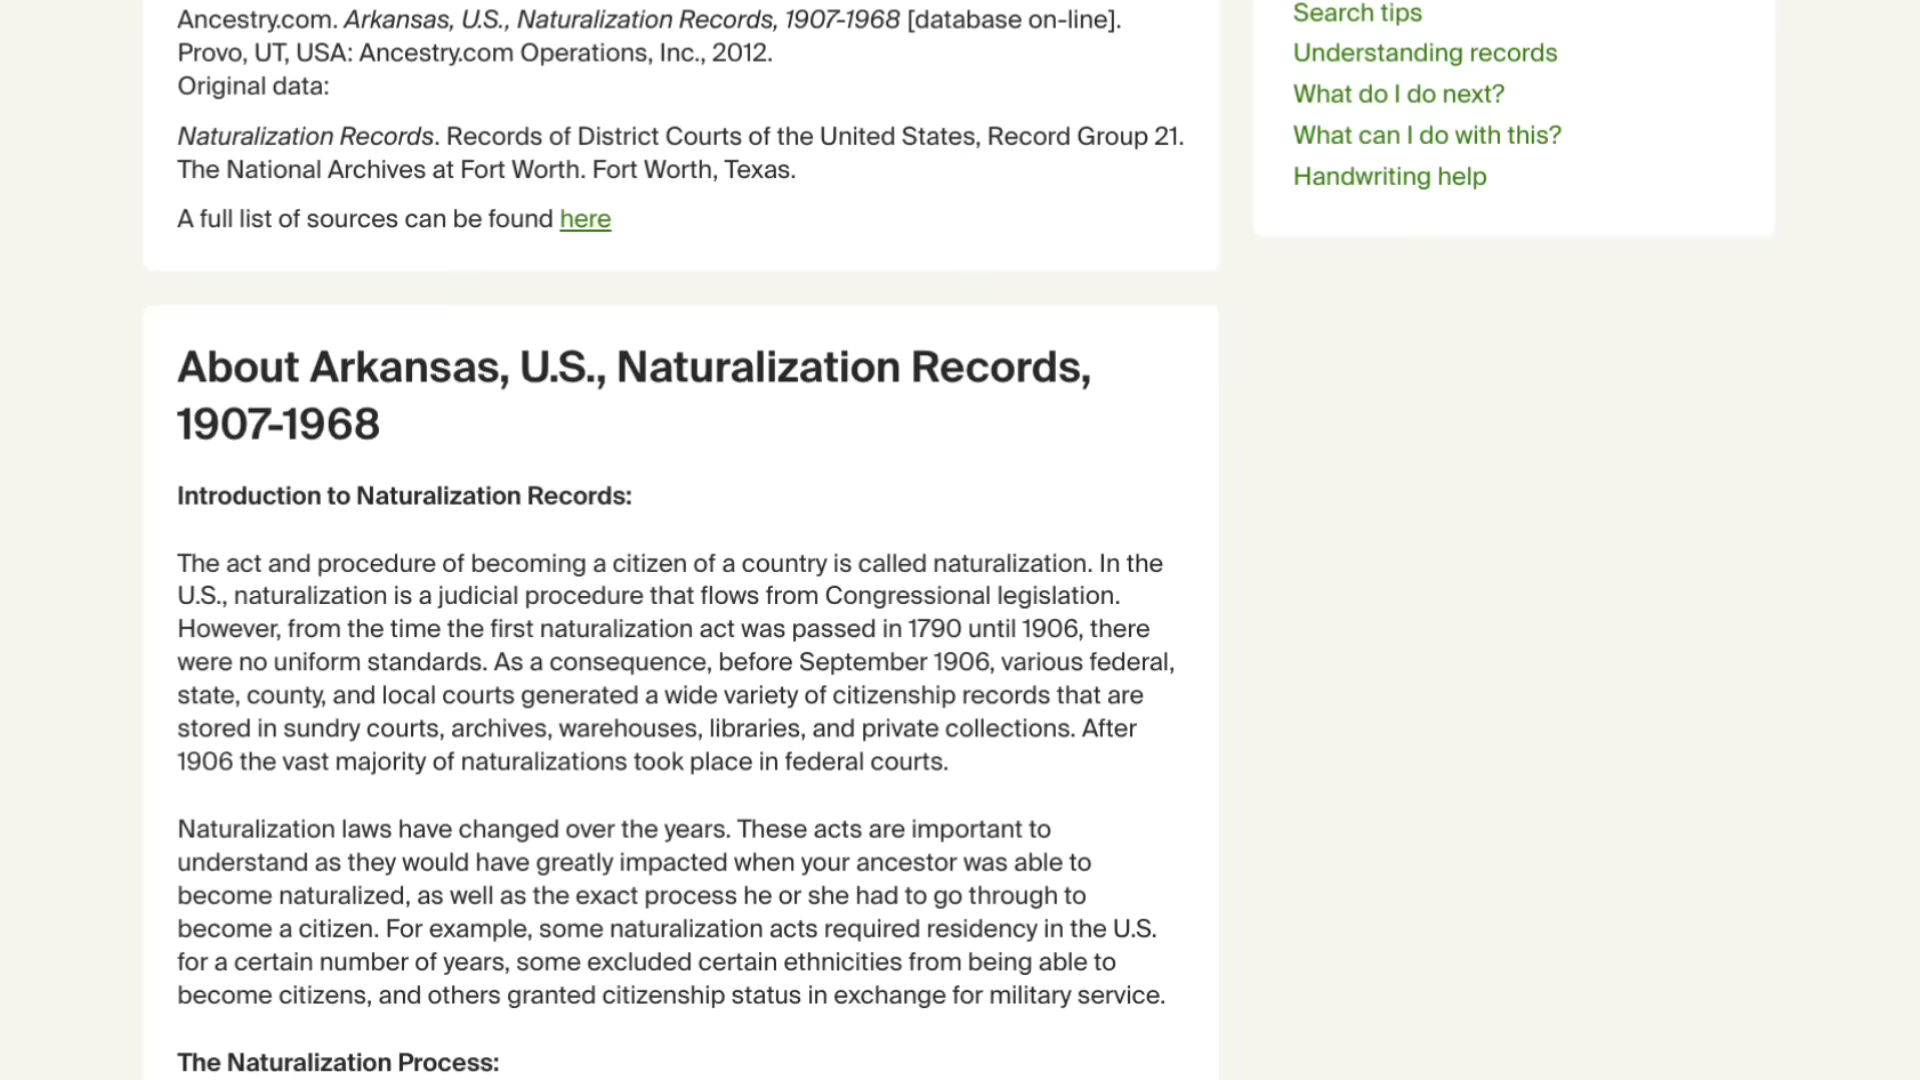 Ancestry.com. Arkansas, U.S., Naturalization Records, 1907-1968 [database on-line].
Provo, UT, USA: Ancestry.com Operations, Inc., 2012.
Original data:
Naturalization Records. Records of District Courts of the United States, Record Group 21.
The National Archives at Fort Worth. Fort Worth, Texas.
A full list of sources can be found here
About Arkansas, U.S., Naturalization Records,
1907-1968
Introduction to Naturalization Records:
The act and procedure of becoming a citizen of a country is called naturalization. In the
U.S., naturalization is a judicial procedure that flows from Congressional legislation.
However, from the time the first naturalization act was passed in 1790 until 1906, there
were no uniform standards. As a consequence, before September 1906, various federal,
state, county, and local courts generated a wide variety of citizenship records that are
stored in sundry courts, archives, warehouses, libraries, and private collections. After
1906 the vast majority of naturalizations took place in federal courts.
Naturalization laws have changed over the years. These acts are important to
understand as they would have greatly impacted when your ancestor was able to
become naturalized, as well as the exact process he or she had to go through to
become a citizen. For example, some naturalization acts required residency in the U.S.
for a certain number of years, some excluded certain ethnicities from being able to
become citizens, and others granted citizenship status in exchange for military service.
The Naturalization Process:
Search tips
Understanding records
What do I do next?
What can I do with this?
Handwriting help